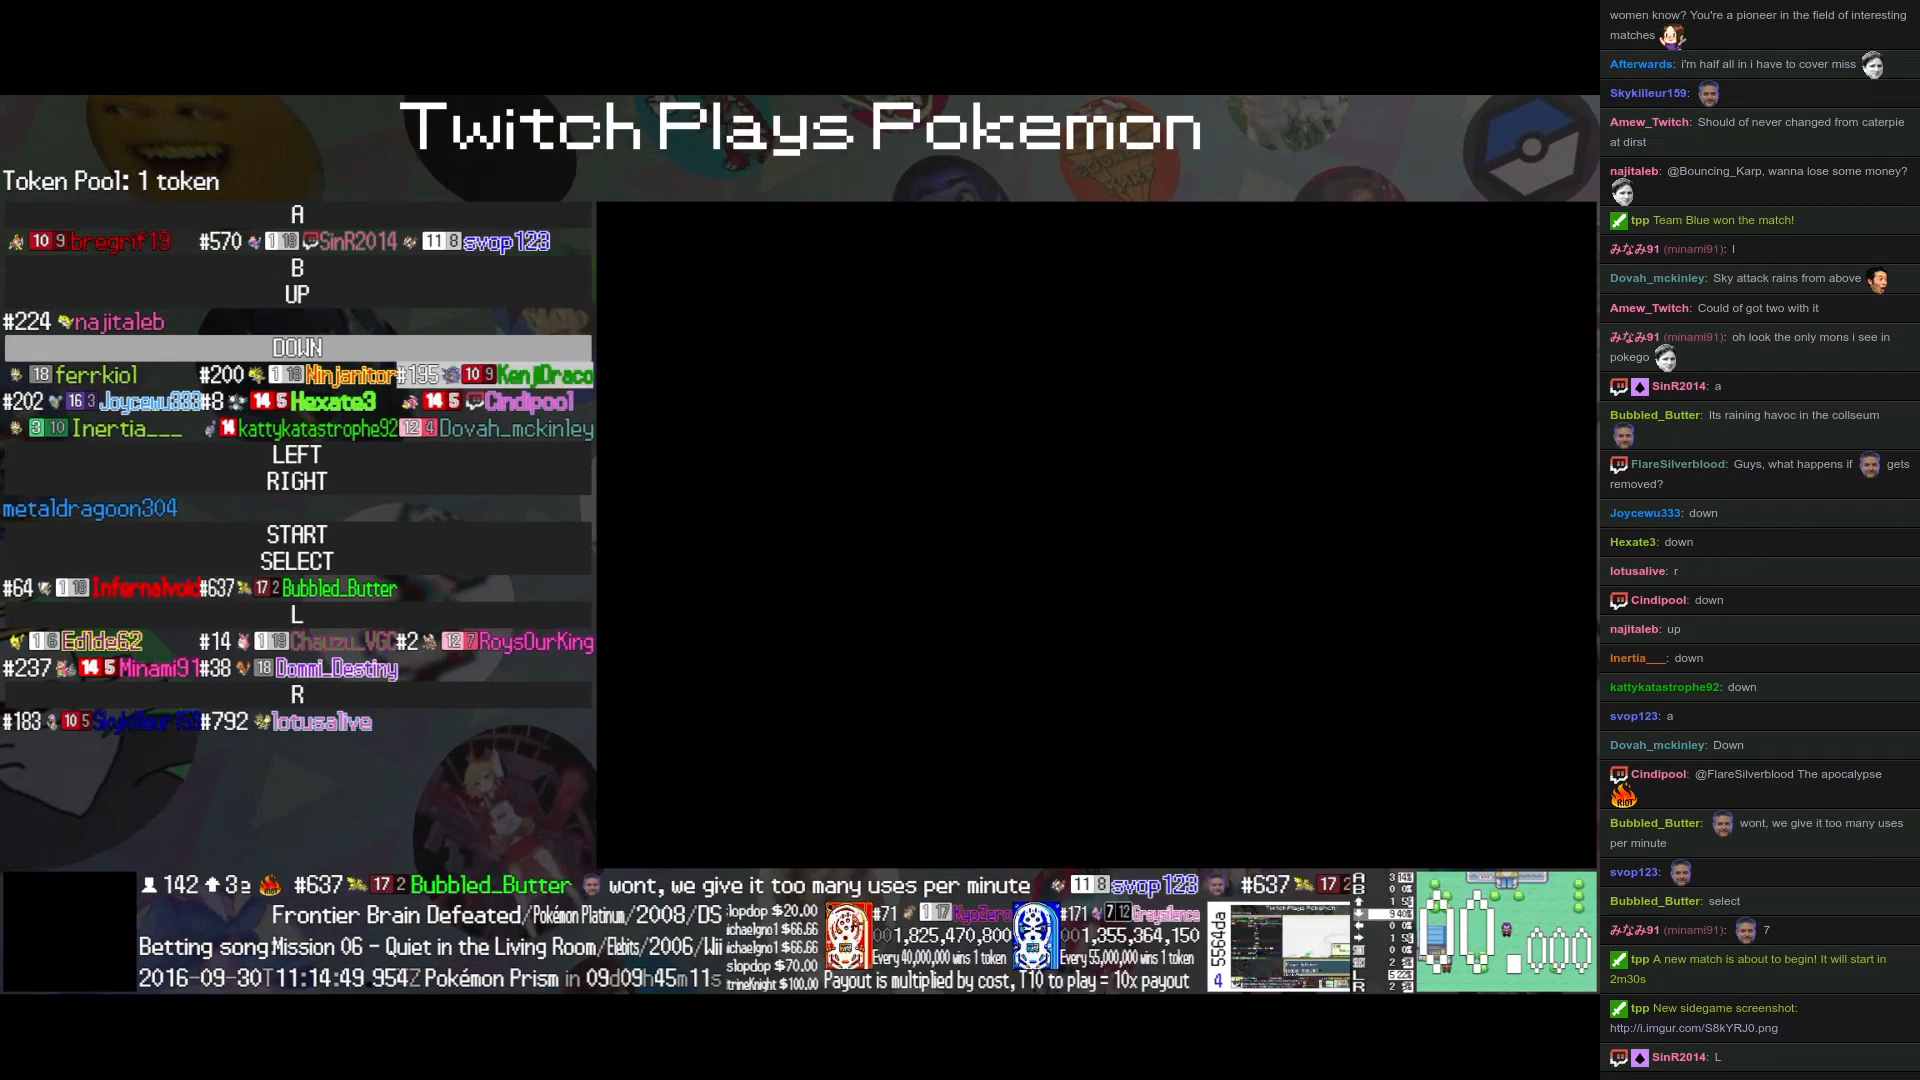 Twitch Plays Pokemon
Token Pool: 1 token
A
10 9 bregrif19 #570 1 18 SinR2014 11 8 svop123
B
UP
#224 najitaleb
DOWN
18 ferrkiol #200 1 18 Ninjanitor #195 10 9 KenjiDraco
#202 16 3 Joycewu333 #8 14 5 Hexate3 14 5 Cindipool
3 10 Inertia___ 14 kattykatastrophe92 12 4 Dovah_mckinley
LEFT
RIGHT
metaldragoon304
START
SELECT
#64 1 18 Infernalvoid #637 17 2 Bubbled_Butter
L
1 6 Edlde62 #14 1 18 Chauzu_VGC #2 12 7 RoysOurKing
#237 14 5 Minami91 #38 18 Dommi_Destiny
R
#183 10 5 Skykilleur159 #792 lotusalive
142 3 #637 17 2 Bubbled_Butter wont, we give it too many uses per minute 11 8 svop123 #637 17 2
Frontier Brain Defeated/Pokémon Platinum/2008/DS
Betting song Mission 06 - Quiet in the Living Room/Elebits/2006/Wii
2016-09-30T11:14:49.954Z Pokémon Prism in 09d09h45m11s
lopdop $20.00
ichaelgno1 $66.66
ichaelgno1 $66.66
slopdop $70.00
trineKnight $100.00
#71 1 17 KyoZero
001,825,470,800
Every 40,000,000 wins 1 token
#171 7 12 Graysilence
001,355,364,150
Every 55,000,000 wins 1 token
Payout is multiplied by cost, T10 to play = 10x payout
4 5564da
women know? You're a pioneer in the field of interesting
matches
Afterwards: i'm half all in i have to cover miss
Skykilleur159:
Amew_Twitch: Should of never changed from caterpie
at dirst
najitaleb: @Bouncing_Karp, wanna lose some money?
tpp Team Blue won the match!
みなみ91 (minami91): l
Dovah_mckinley: Sky attack rains from above
Amew_Twitch: Could of got two with it
みなみ91 (minami91): oh look the only mons i see in
pokego
SinR2014: a
Bubbled_Butter: Its raining havoc in the collseum
FlareSilverblood: Guys, what happens if gets
removed?
Joycewu333: down
Hexate3: down
lotusalive: r
Cindipool: down
najitaleb: up
Inertia___: down
kattykatastrophe92: down
svop123: a
Dovah_mckinley: Down
Cindipool: @FlareSilverblood The apocalypse
RIOT
Bubbled_Butter: wont, we give it too many uses
per minute
svop123:
Bubbled_Butter: select
みなみ91 (minami91): 7
tpp A new match is about to begin! It will start in
2m30s
tpp New sidegame screenshot:
http://i.imgur.com/S8kYRJ0.png
SinR2014: L